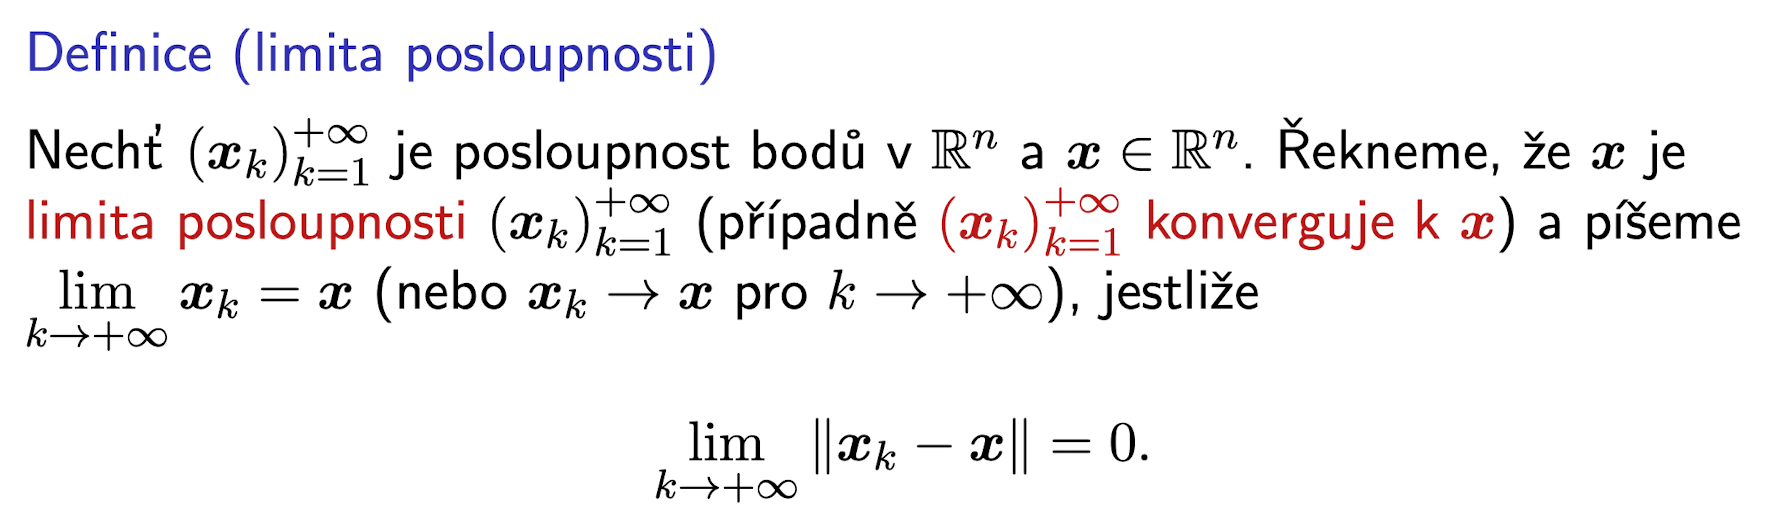 Definice (limita posloupnosti)
Nechť $(\boldsymbol{x}_k)_{k=1}^{+\infty}$ je posloupnost bodů v $\mathbb{R}^n$ a $\boldsymbol{x} \in \mathbb{R}^n$. Řekneme, že $\boldsymbol{x}$ je
limita posloupnosti $(\boldsymbol{x}_k)_{k=1}^{+\infty}$ (případně $(\boldsymbol{x}_k)_{k=1}^{+\infty}$ konverguje k $\boldsymbol{x}$) a píšeme
$\lim_{k \to +\infty} \boldsymbol{x}_k = \boldsymbol{x}$ (nebo $\boldsymbol{x}_k \to \boldsymbol{x}$ pro $k \to +\infty$), jestliže
$\lim_{k \to +\infty} \|\boldsymbol{x}_k - \boldsymbol{x}\| = 0.$